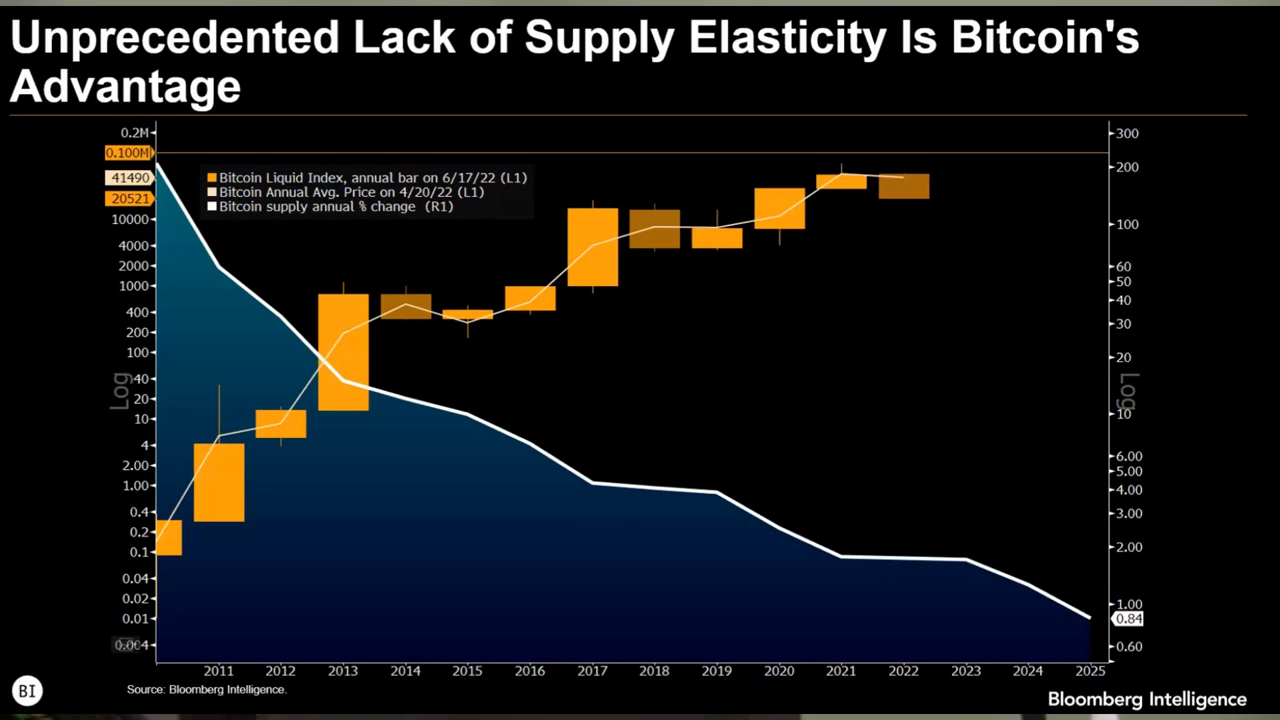 Unprecedented Lack of Supply Elasticity Is Bitcoin's
Advantage
0.2M
0.100M
41490
20521
10000
4000
2000
1000
400
200
100
40
20
10
4
2.00
1.00
0.4
0.2
0.1
0.04
0.02
0.01
Log
Bitcoin Liquid Index, annual bar on 6/17/22 (L1)
Bitcoin Annual Avg. Price on 4/20/22 (L1)
Bitcoin supply annual % change (R1)
300
200
100
60
50
40
30
20
10
6.00
5.00
4.00
3.00
2.00
1.00
0.84
0.60
Log
2011 2012 2013 2014 2015 2016 2017 2018 2019 2020 2021 2022 2023 2024 2025
BI
Source: Bloomberg Intelligence.
Bloomberg Intelligence